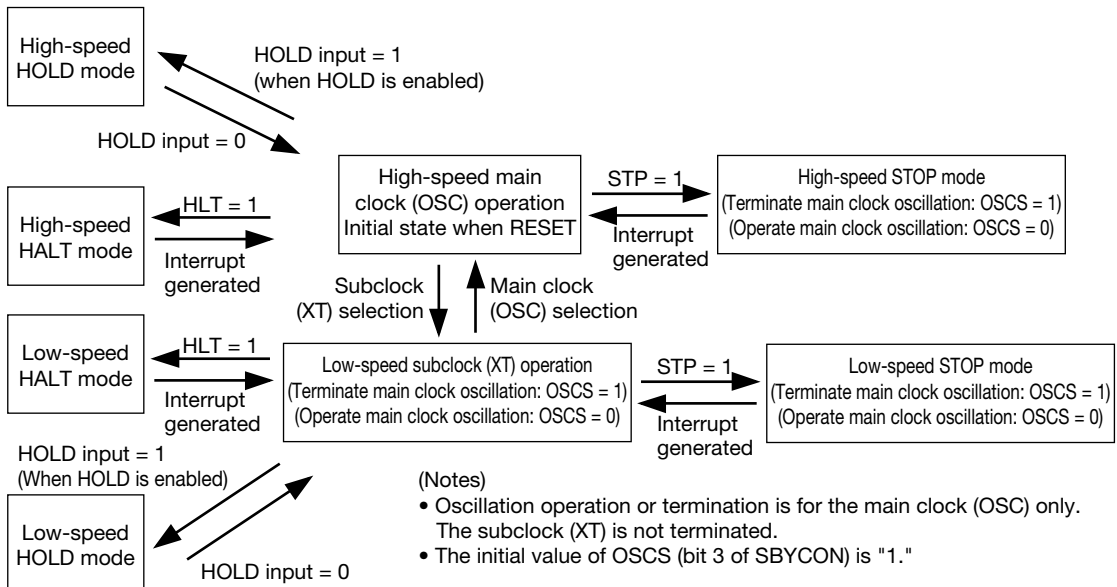 High-speed
HOLD mode
HOLD input = 1
(when HOLD is enabled)
HOLD input = 0
High-speed main
clock (OSC) operation
Initial state when RESET
STP = 1
Interrupt
generated
High-speed STOP mode
(Terminate main clock oscillation: OSCS = 1)
(Operate main clock oscillation: OSCS = 0)
High-speed
HALT mode
HLT = 1
Interrupt
generated
Subclock
(XT) selection
Main clock
(OSC) selection
Low-speed
HALT mode
HLT = 1
Interrupt
generated
Low-speed subclock (XT) operation
(Terminate main clock oscillation: OSCS = 1)
(Operate main clock oscillation: OSCS = 0)
STP = 1
Interrupt
generated
Low-speed STOP mode
(Terminate main clock oscillation: OSCS = 1)
(Operate main clock oscillation: OSCS = 0)
HOLD input = 1
(When HOLD is enabled)
Low-speed
HOLD mode
HOLD input = 0
(Notes)
• Oscillation operation or termination is for the main clock (OSC) only.
The subclock (XT) is not terminated.
• The initial value of OSCS (bit 3 of SBYCON) is "1."